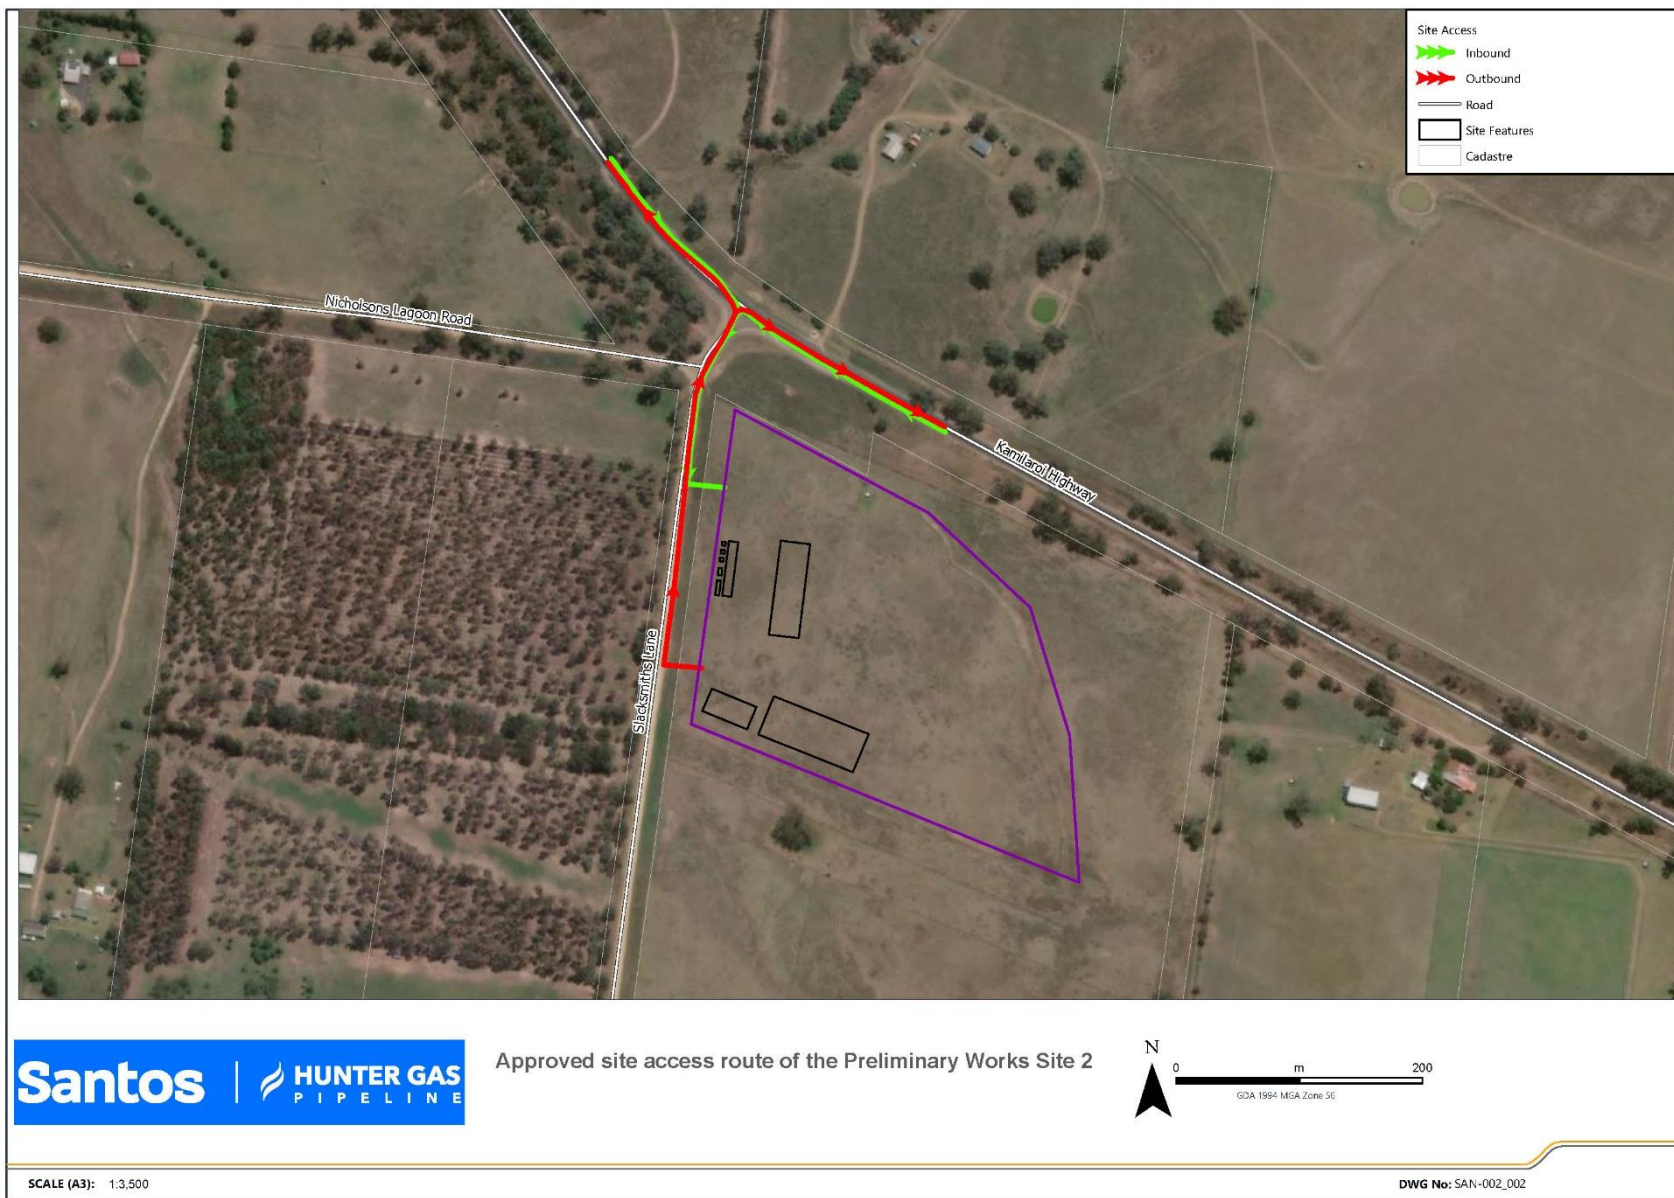 Site Access
Inbound
Outbound
Road
Site Features
Cadastre
Nicholsons Lagoon Road
Kamilaroi Highway
Slacksmiths Lane
Santos
HUNTER GAS
PIPELINE
Approved site access route of the Preliminary Works Site 2
N
0 m 200
GDA 1994 MGA Zone 56
SCALE (A3): 1:3,500
DWG No: SAN-002_002